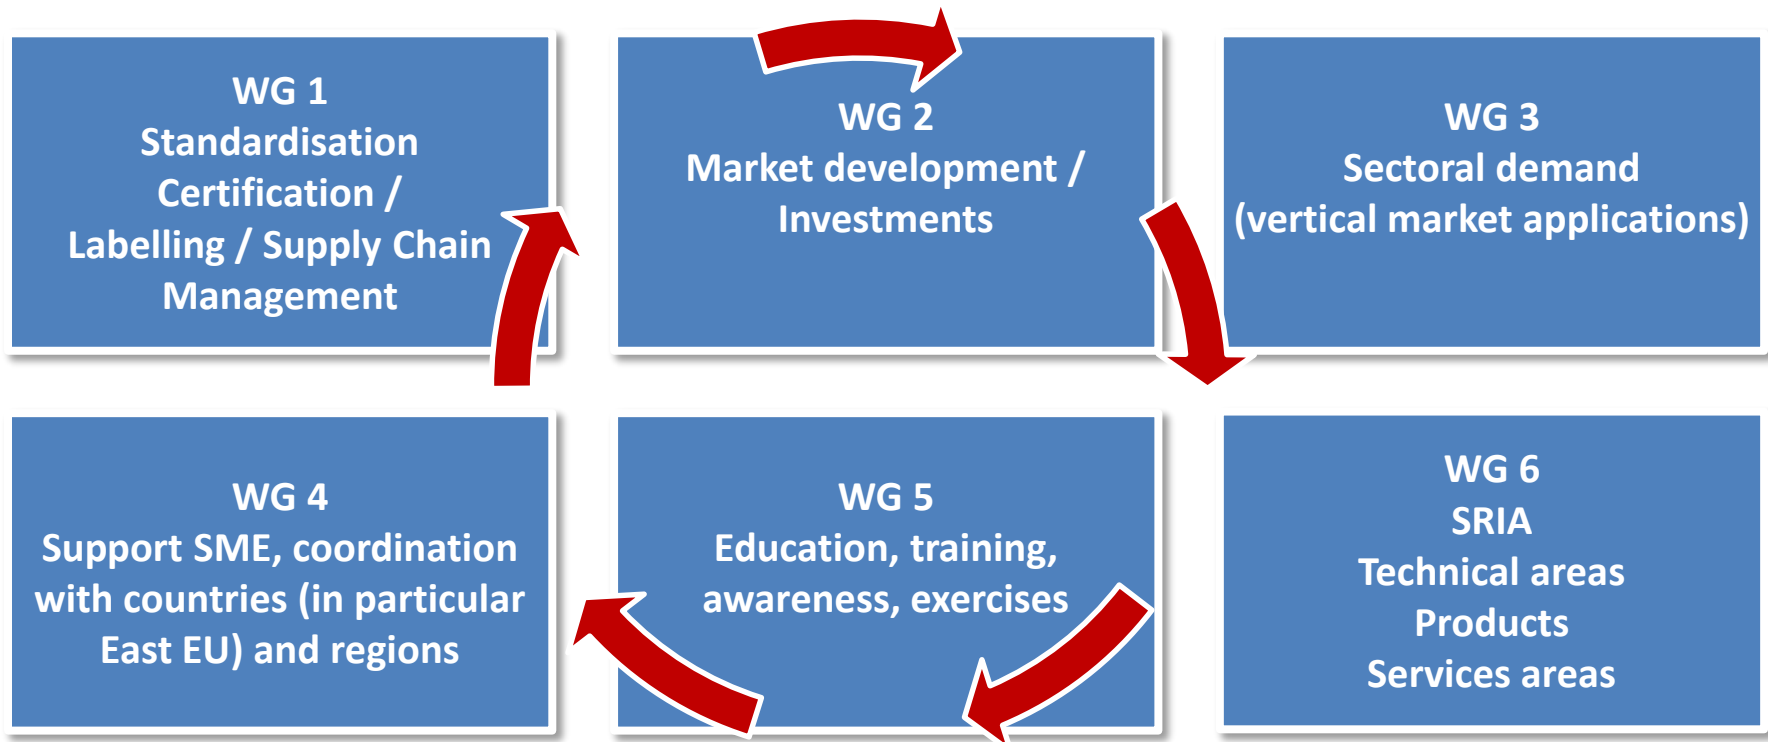 WG 1
Standardisation
Certification /
Labelling / Supply Chain
Management
WG 2
Market development /
Investments
WG 3
Sectoral demand
(vertical market applications)
WG 4
Support SME, coordination
with countries (in particular
East EU) and regions
WG 5
Education, training,
awareness, exercises
WG 6
SRIA
Technical areas
Products
Services areas